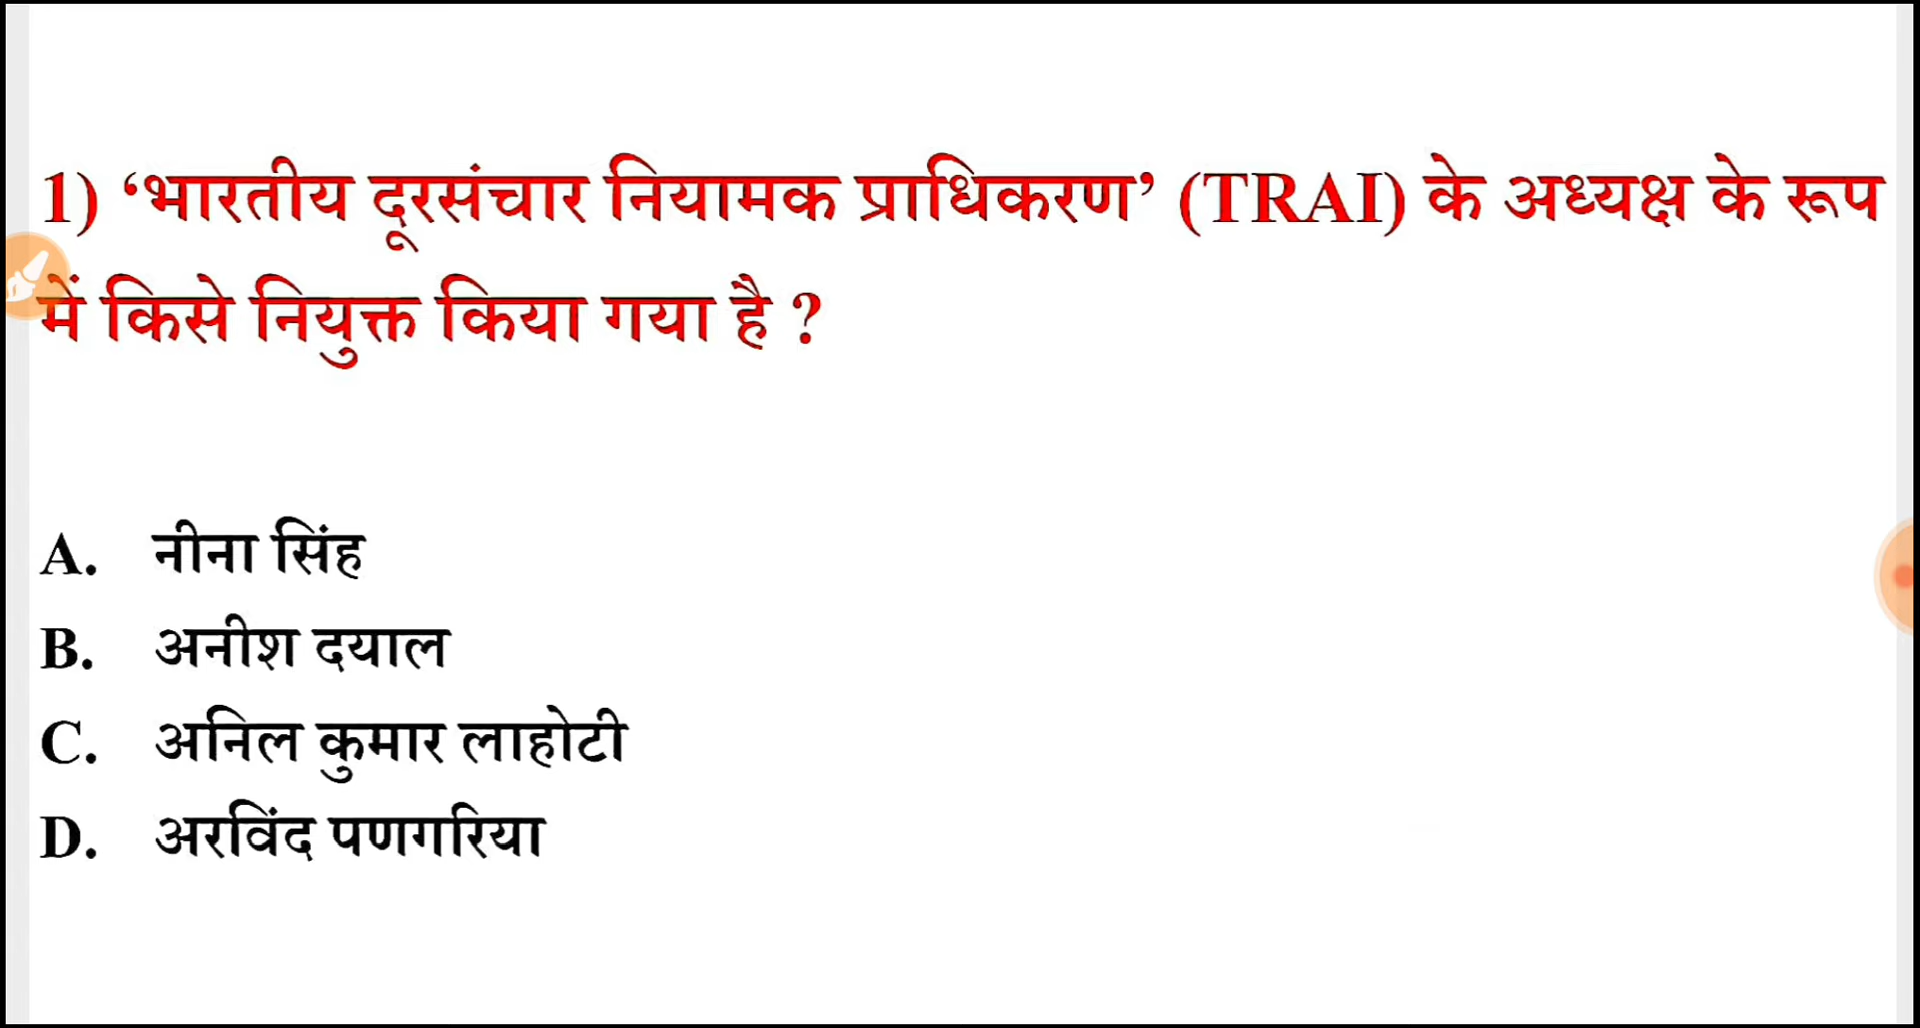 1) ‘भारतीय दूरसंचार नियामक प्राधिकरण’ (TRAI) के अध्यक्ष के रूप
में किसे नियुक्त किया गया है ?
A. नीना सिंह
B. अनीश दयाल
C. अनिल कुमार लाहोटी
D. अरविंद पणगरिया